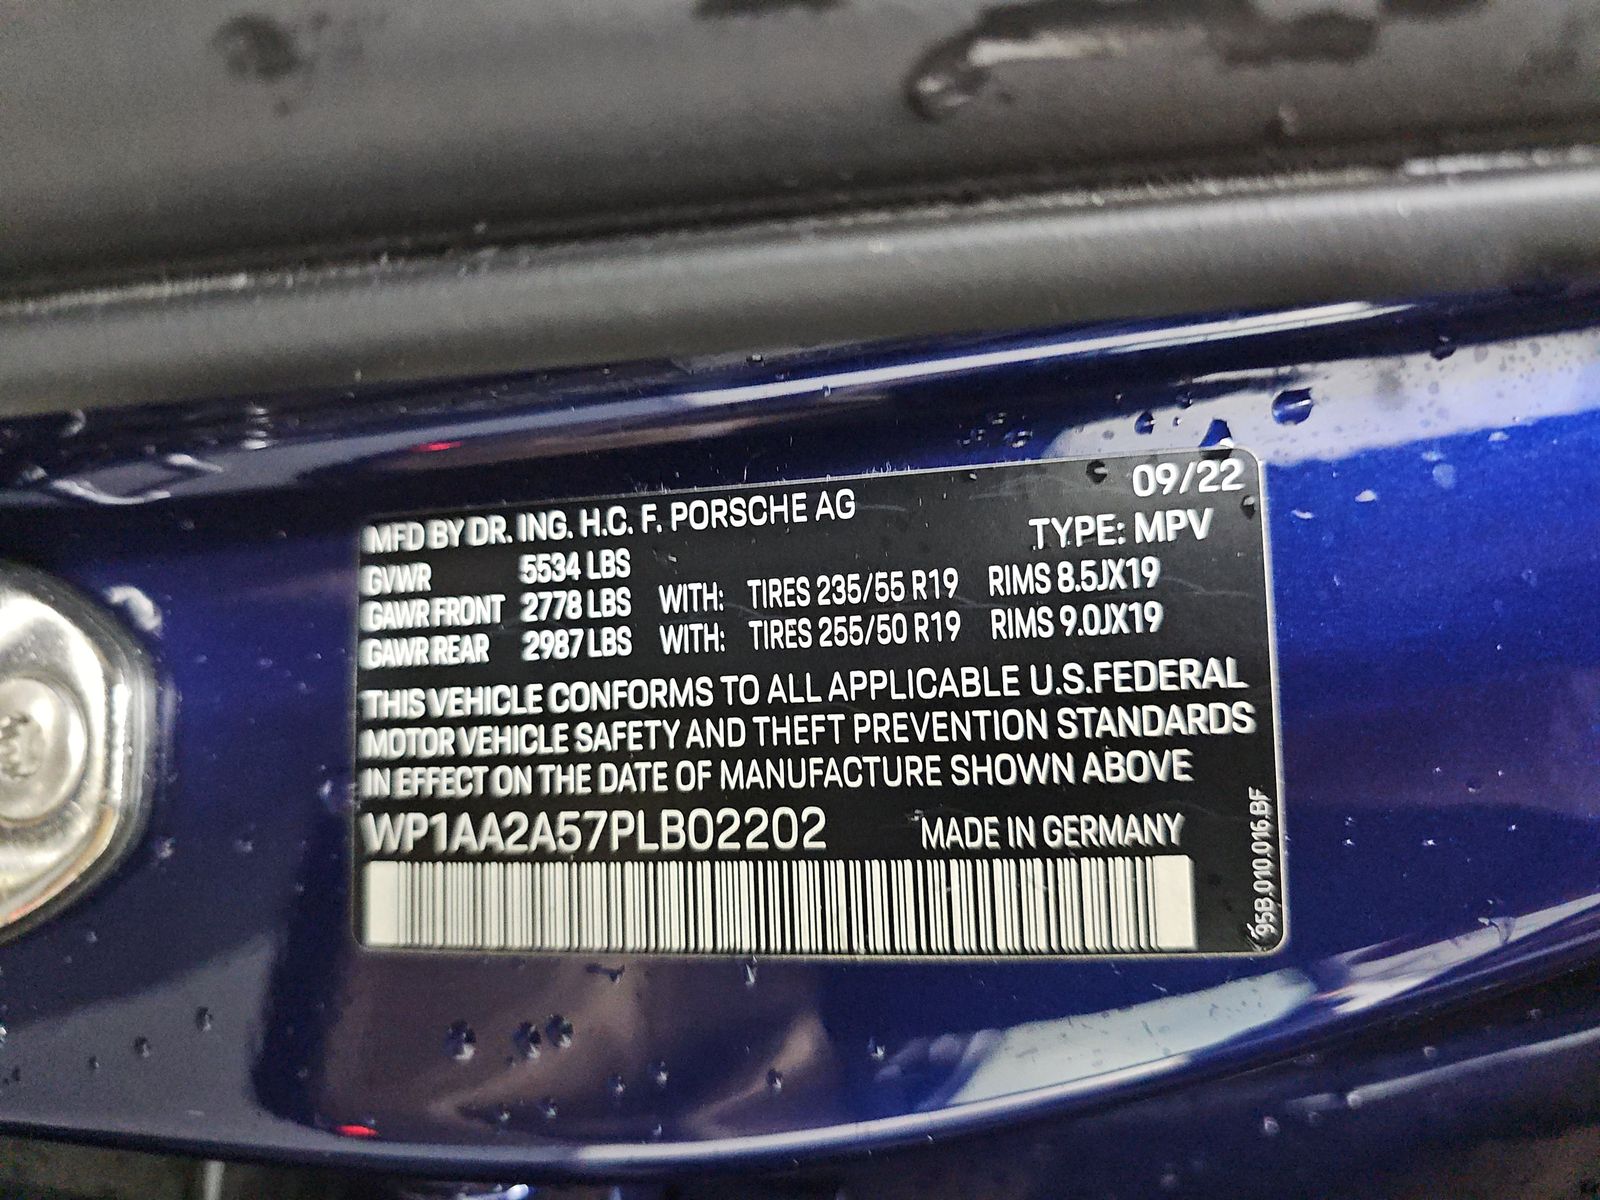 09/22
MFD BY DR. ING. H.C. F. PORSCHE AG
TYPE: MPV
GVWR 5534 LBS
GAWR FRONT 2778 LBS WITH: TIRES 235/55 R19 RIMS 8.5JX19
GAWR REAR 2987 LBS WITH: TIRES 255/50 R19 RIMS 9.0JX19
THIS VEHICLE CONFORMS TO ALL APPLICABLE U.S.FEDERAL
MOTOR VEHICLE SAFETY AND THEFT PREVENTION STANDARDS
IN EFFECT ON THE DATE OF MANUFACTURE SHOWN ABOVE
WP1AA2A57PLB02202 MADE IN GERMANY
95B.010.016.BF